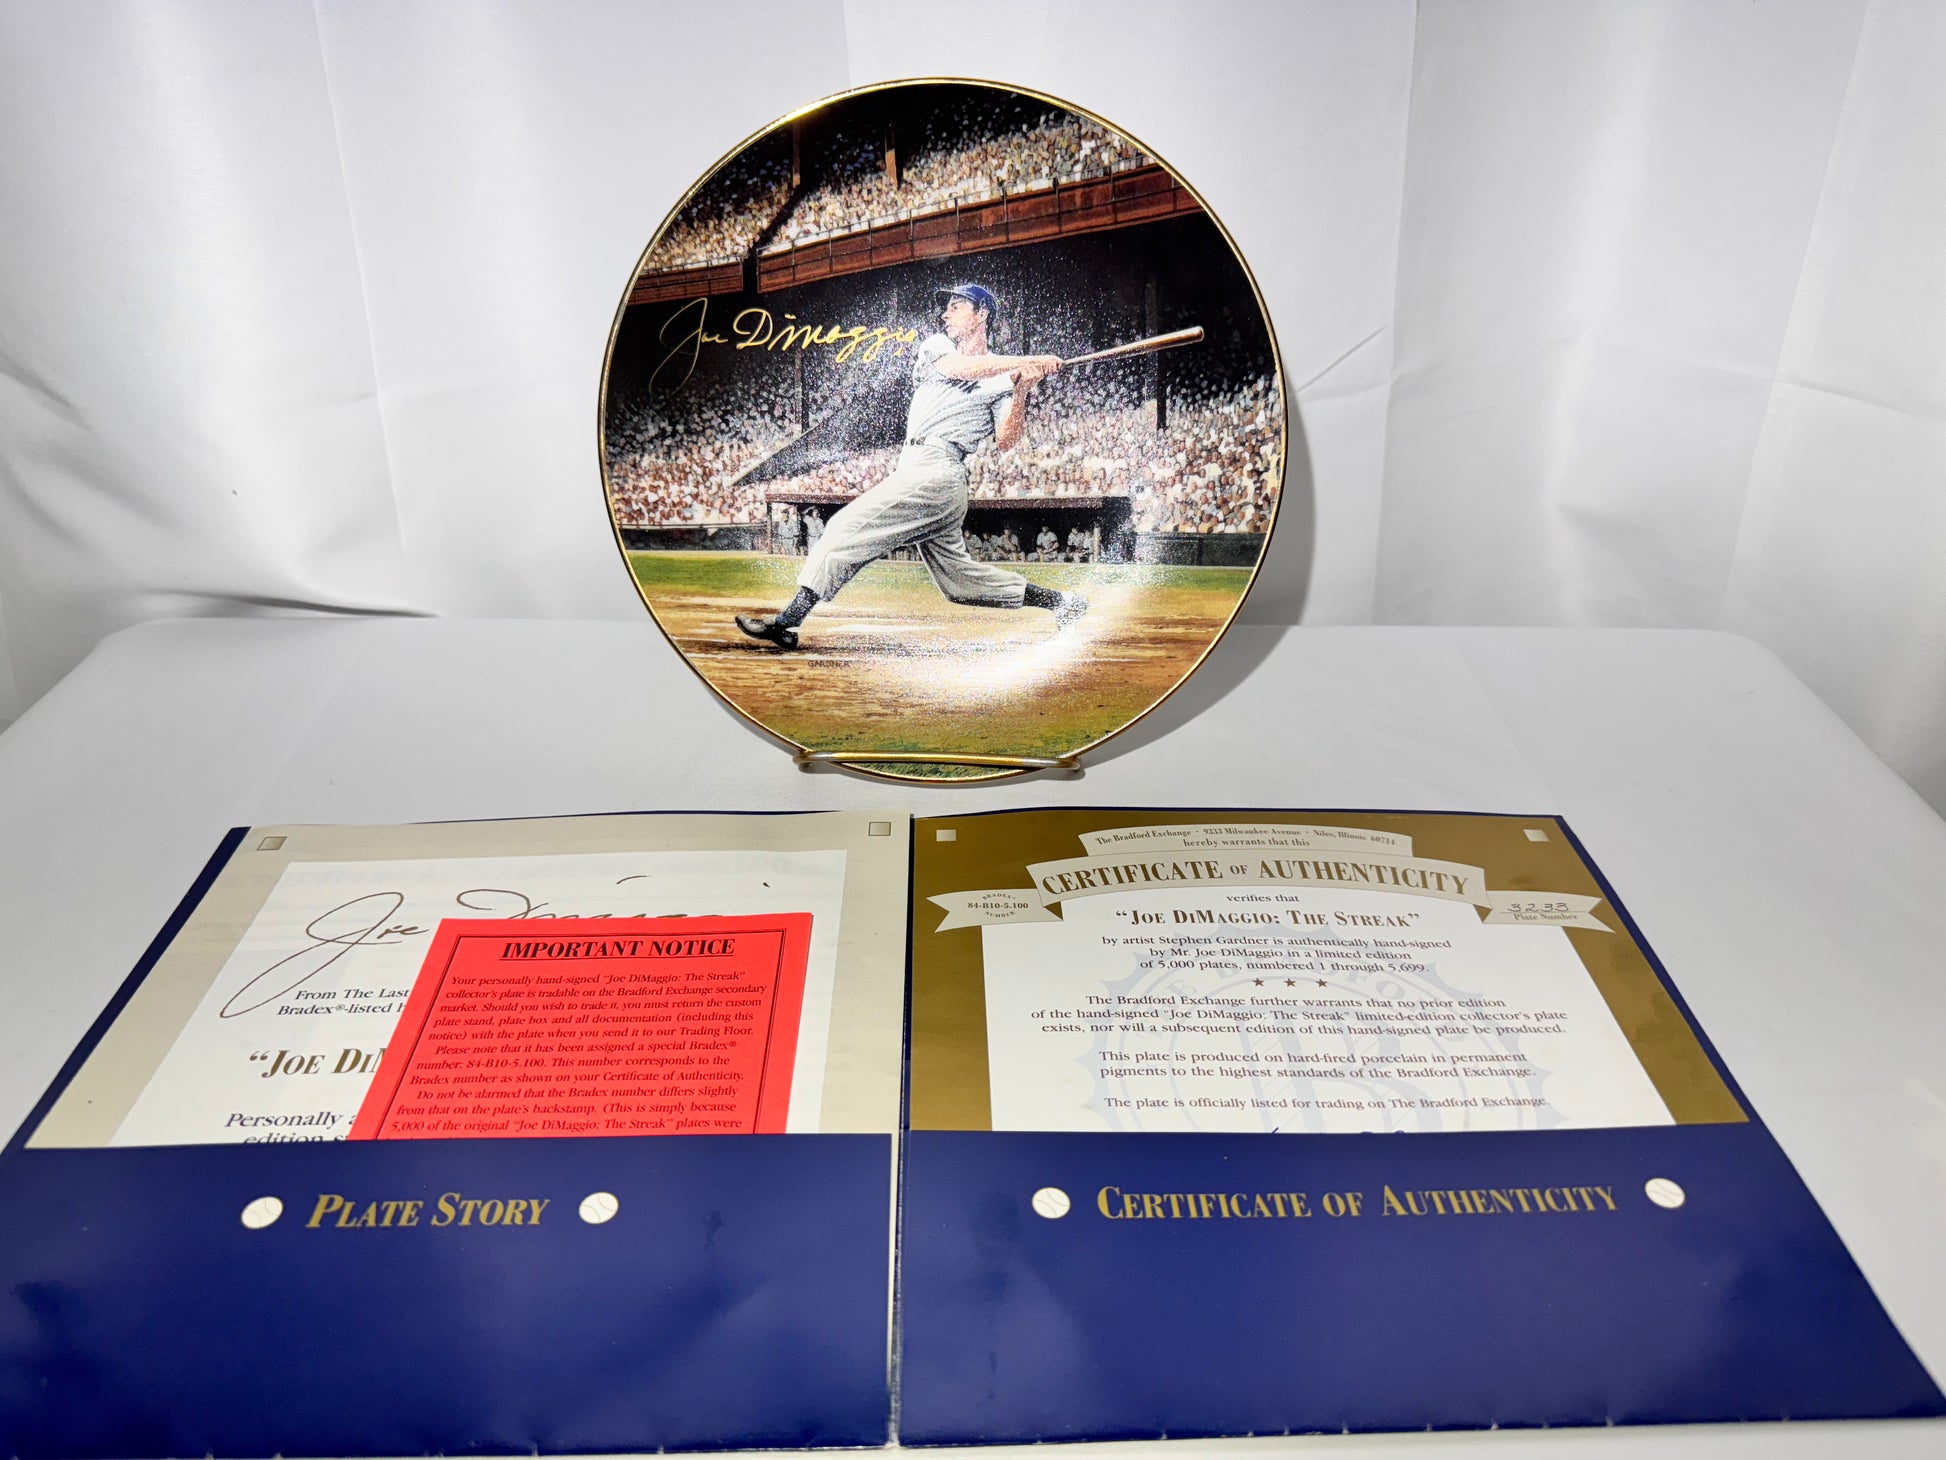 Joe DiMaggio
GARDNER
Joe
From The Last
Bradex®-listed
"JOE DIM
Personally a
edition
IMPORTANT NOTICE
Your personally hand-signed "Joe DiMaggio: The Streak"
collector's plate is tradable on the Bradford Exchange secondary
market. Should you wish to trade it, you must return the custom
plate stand, plate box and all documentation (including this
notice) with the plate when you send it to our Trading Floor.
Please note that it has been assigned a special Bradex®
number: 84-B10-5.100. This number corresponds to the
Bradex number as shown on your Certificate of Authenticity.
Do not be alarmed that the Bradex number differs slightly
from that on the plate's backstamp. (This is simply because
5,000 of the original "Joe DiMaggio: The Streak" plates were
PLATE STORY
The Bradford Exchange · 9333 Milwaukee Avenue · Niles, Illinois 60714
hereby warrants that this
CERTIFICATE OF AUTHENTICITY
BRADEX
84-B10-5.100
NUMBER
3233
Plate Number
verifies that
"JOE DIMAGGIO: THE STREAK"
by artist Stephen Gardner is authentically hand-signed
by Mr. Joe DiMaggio in a limited edition
of 5,000 plates, numbered 1 through 5,699.
The Bradford Exchange further warrants that no prior edition
of the hand-signed "Joe DiMaggio: The Streak" limited-edition collector's plate
exists, nor will a subsequent edition of this hand-signed plate be produced.
This plate is produced on hard-fired porcelain in permanent
pigments to the highest standards of the Bradford Exchange.
The plate is officially listed for trading on The Bradford Exchange.
CERTIFICATE OF AUTHENTICITY